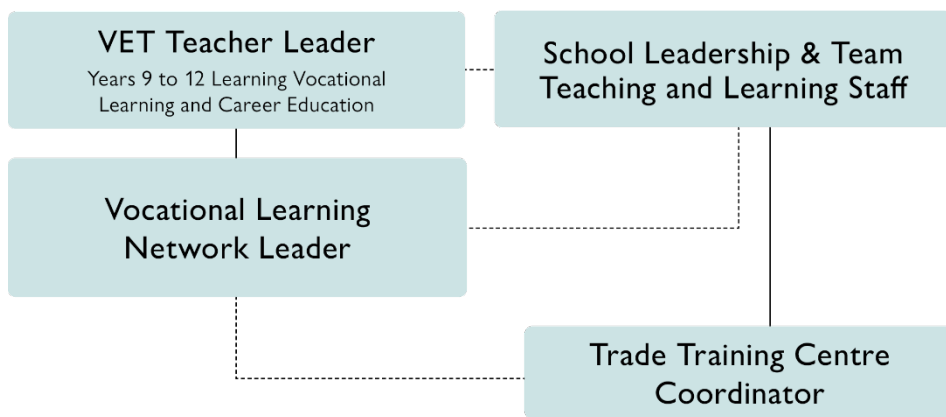 VET Teacher Leader
Years 9 to 12 Learning Vocational
Learning and Career Education
School Leadership & Team
Teaching and Learning Staff
Vocational Learning
Network Leader
Trade Training Centre
Coordinator